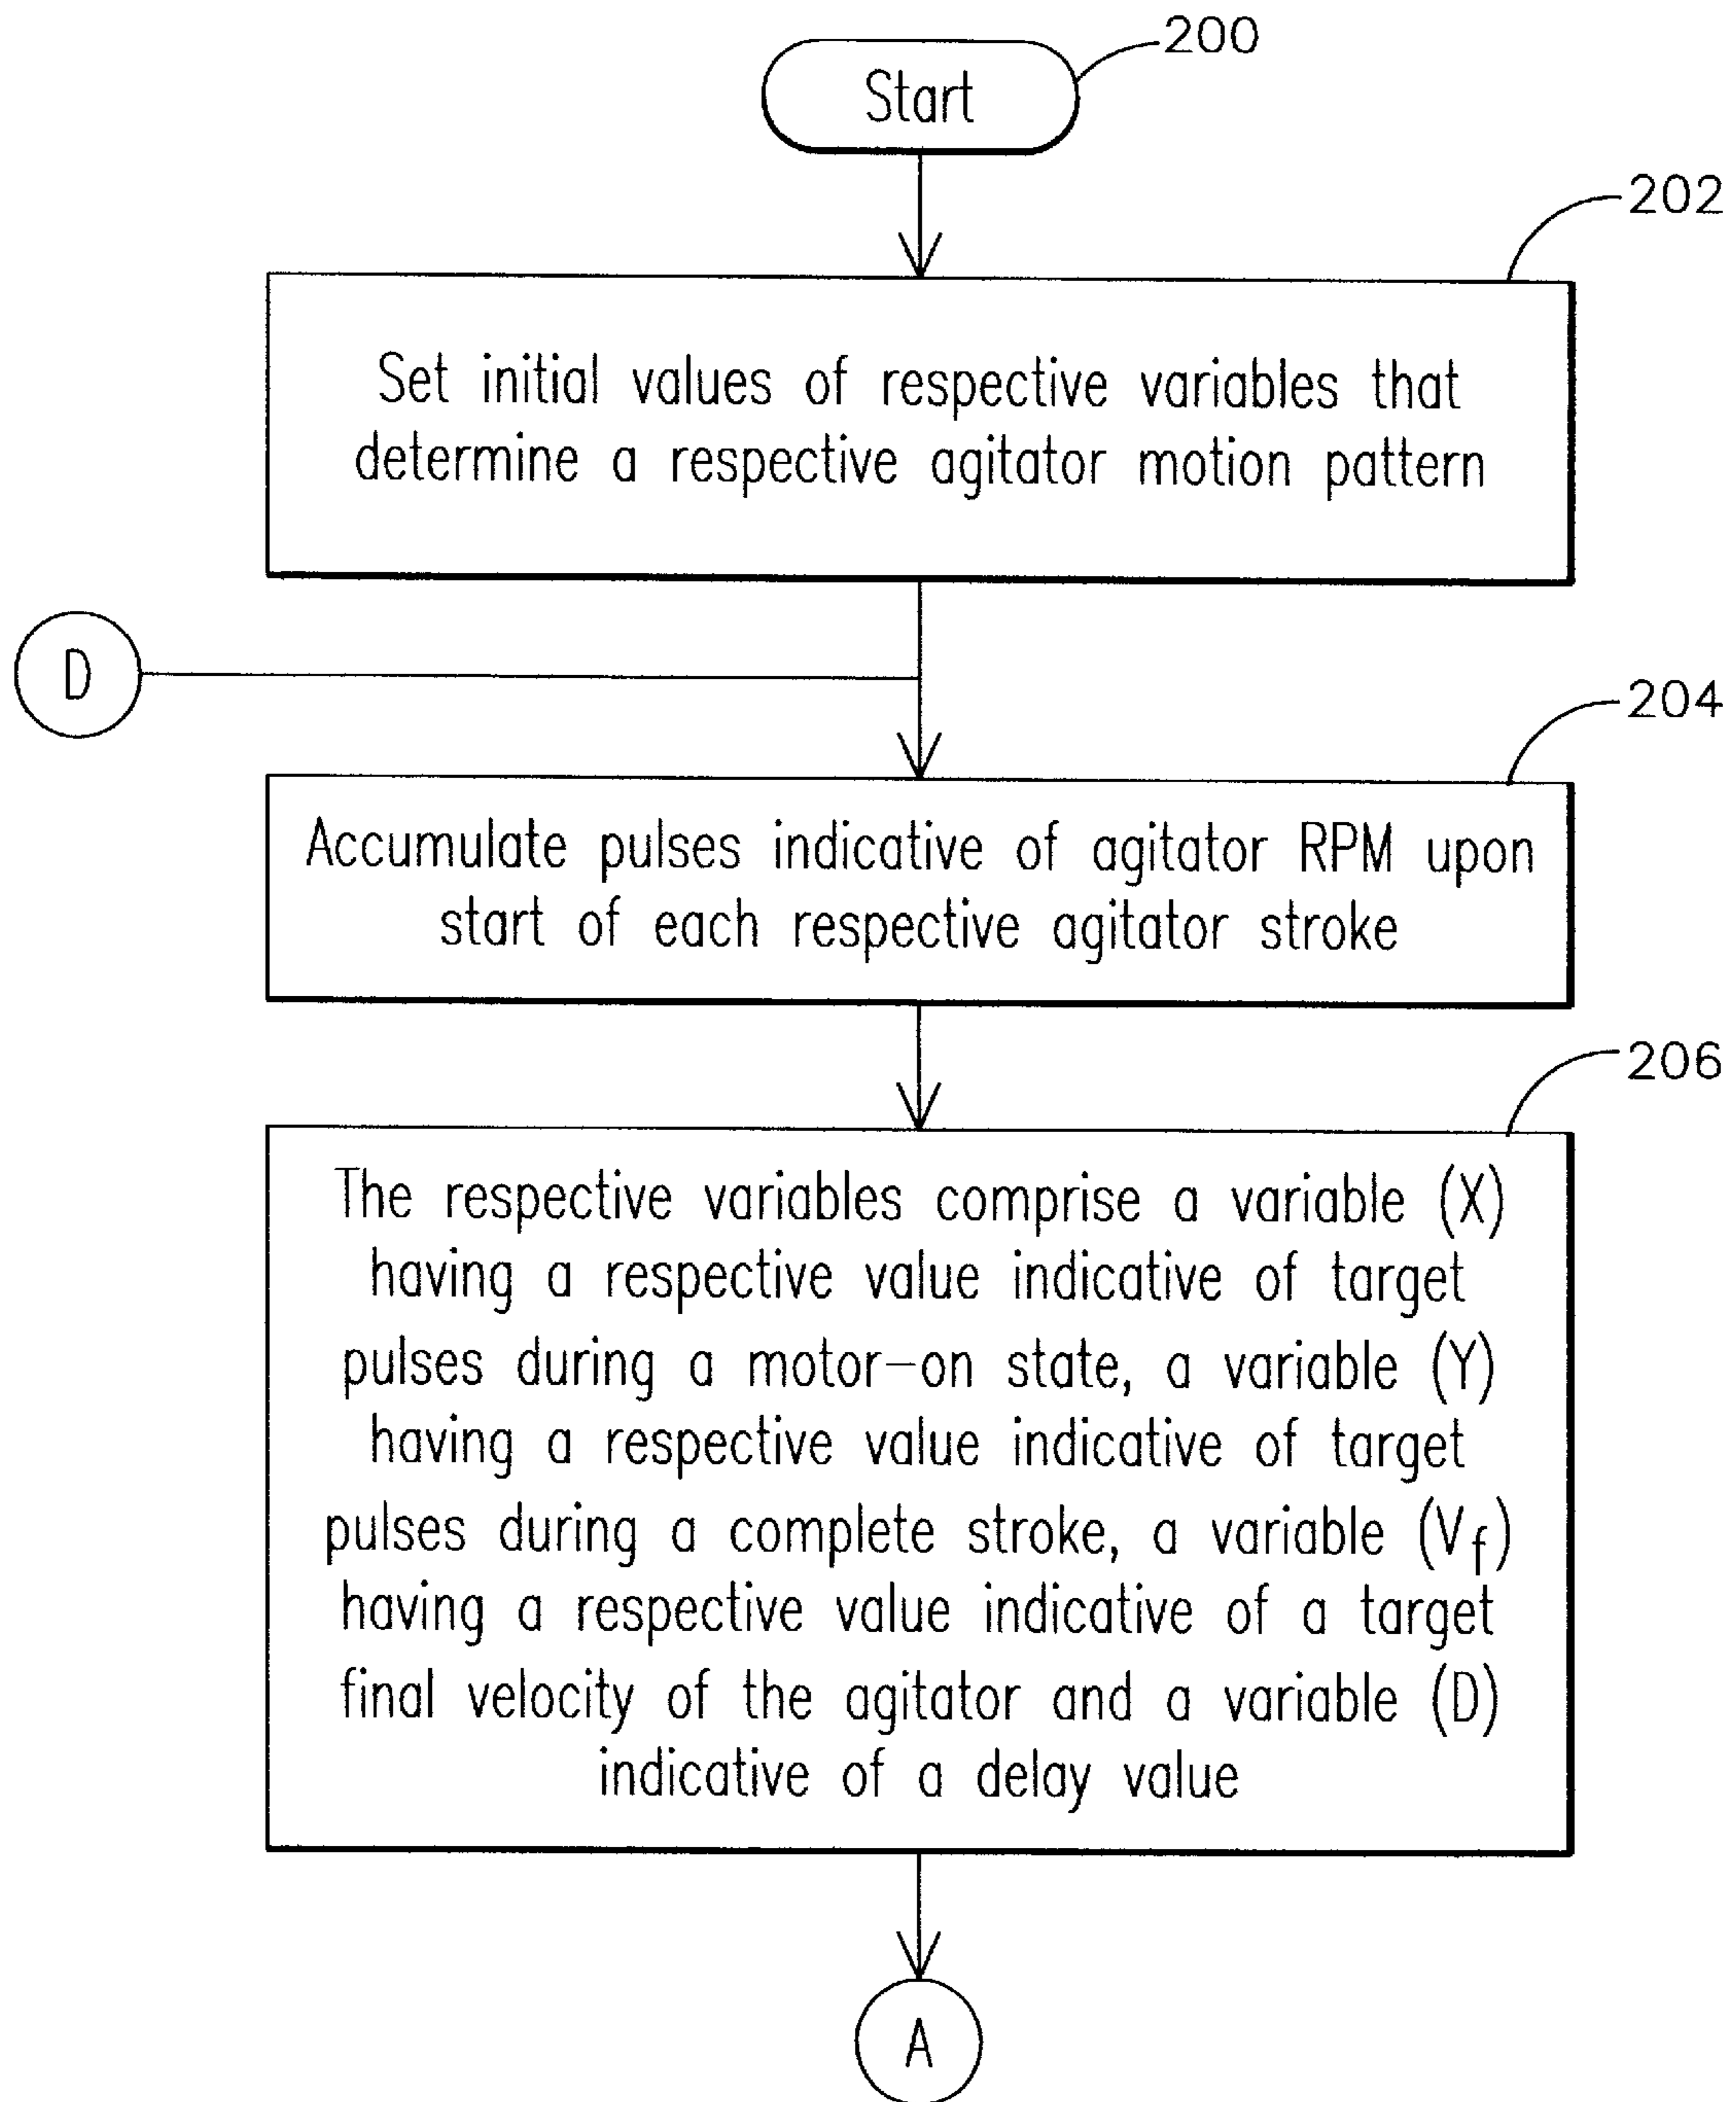 200
Start
202
Set initial values of respective variables that
determine a respective agitator motion pattern
D
204
Accumulate pulses indicative of agitator RPM upon
start of each respective agitator stroke
206
The respective variables comprise a variable (X)
having a respective value indicative of target
pulses during a motor-on state, a variable (Y)
having a respective value indicative of target
pulses during a complete stroke, a variable (Vf)
having a respective value indicative of a target
final velocity of the agitator and a variable (D)
indicative of a delay value
A